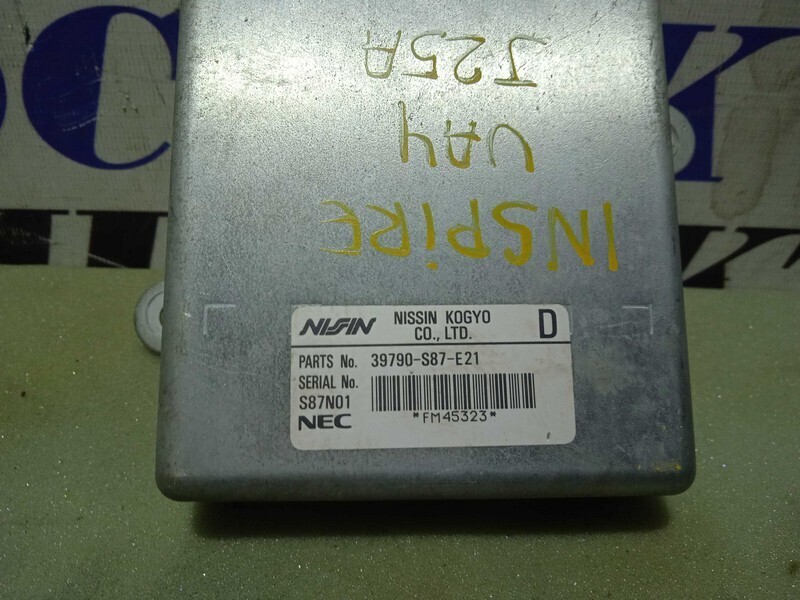 J25A
UA4
INSPIRE
NISSIN NISSIN KOGYO CO., LTD. D
PARTS No. 39790-S87-E21
SERIAL No.
S87N01
*FM45323*
NEC